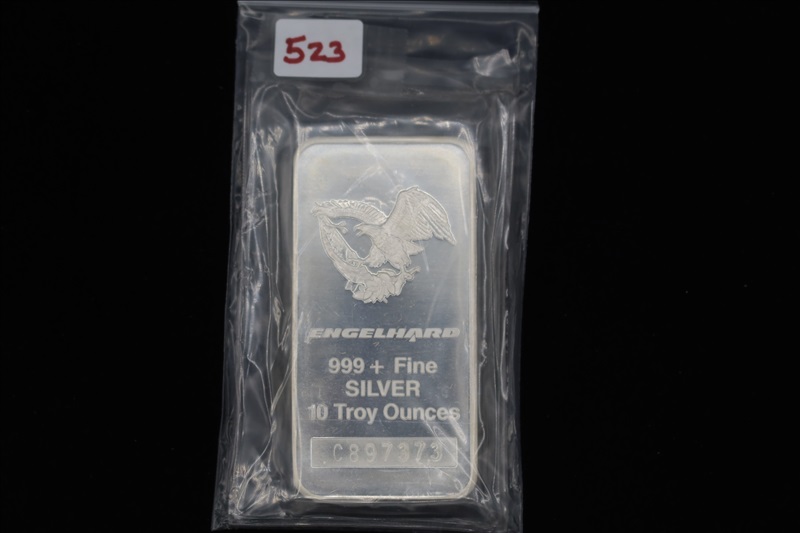 523
ENGELHARD
999 + Fine
SILVER
10 Troy Ounces
C897373